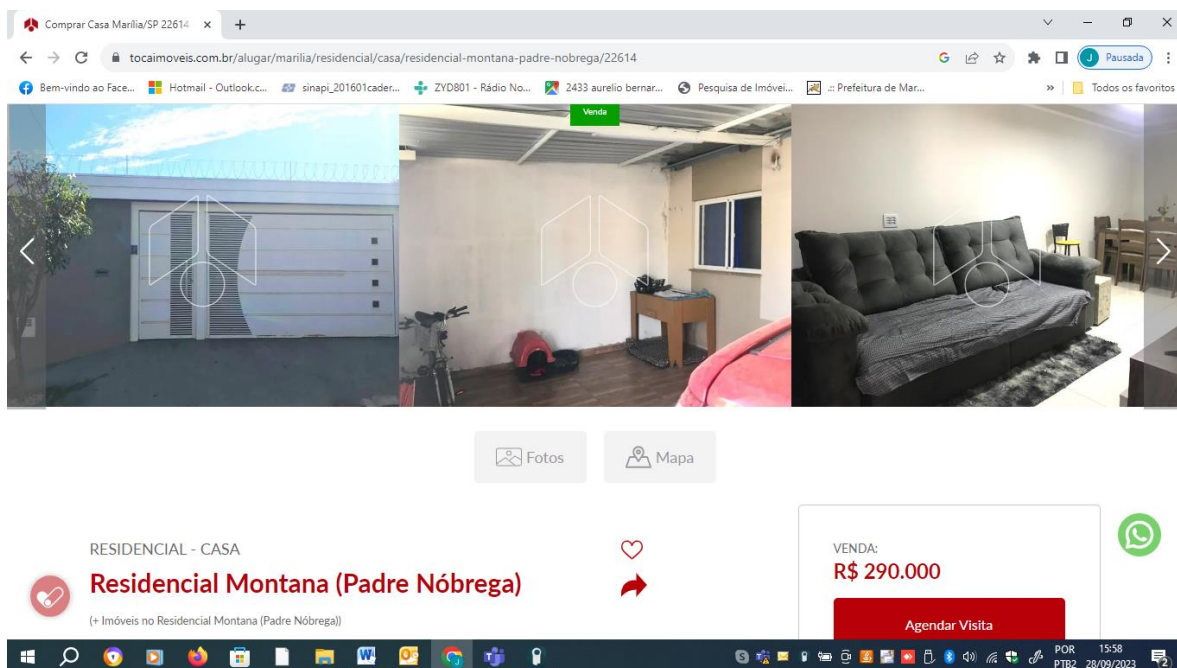 Comprar Casa Marília/SP 22614
tocaimoveis.com.br/alugar/marilia/residencial/casa/residencial-montana-padre-nobrega/22614
Pausada
Bem-vindo ao Face...
Hotmail - Outlook.c...
sinapi_201601cader...
ZYD801 - Rádio No...
2433 aurelio bernar...
Pesquisa de Imóvei...
.:: Prefeitura de Mar...
»
Todos os favoritos
Venda
Fotos
Mapa
RESIDENCIAL - CASA
Residencial Montana (Padre Nóbrega)
(+ Imóveis no Residencial Montana (Padre Nóbrega))
VENDA:
R$ 290.000
Agendar Visita
POR
PTB2
15:58
28/09/2023